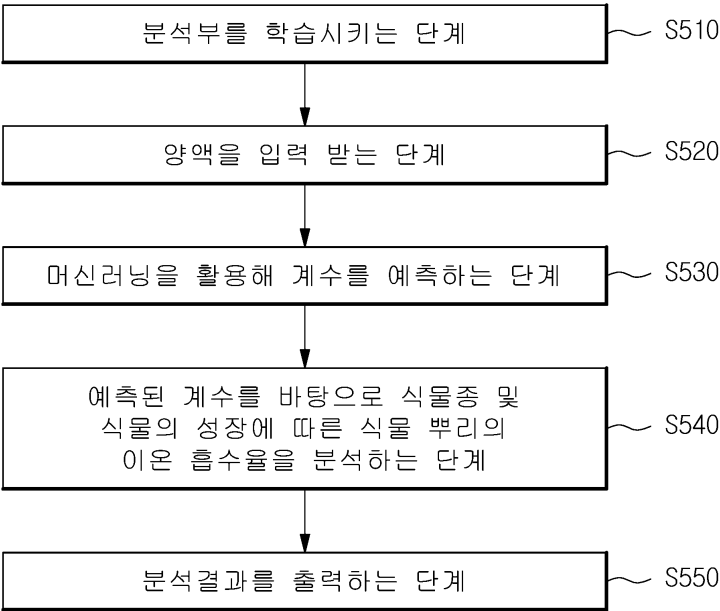 분석부를 학습시키는 단계
S510
양액을 입력 받는 단계
S520
머신러닝을 활용해 계수를 예측하는 단계
S530
예측된 계수를 바탕으로 식물종 및
식물의 성장에 따른 식물 뿌리의
이온 흡수율을 분석하는 단계
S540
분석결과를 출력하는 단계
S550